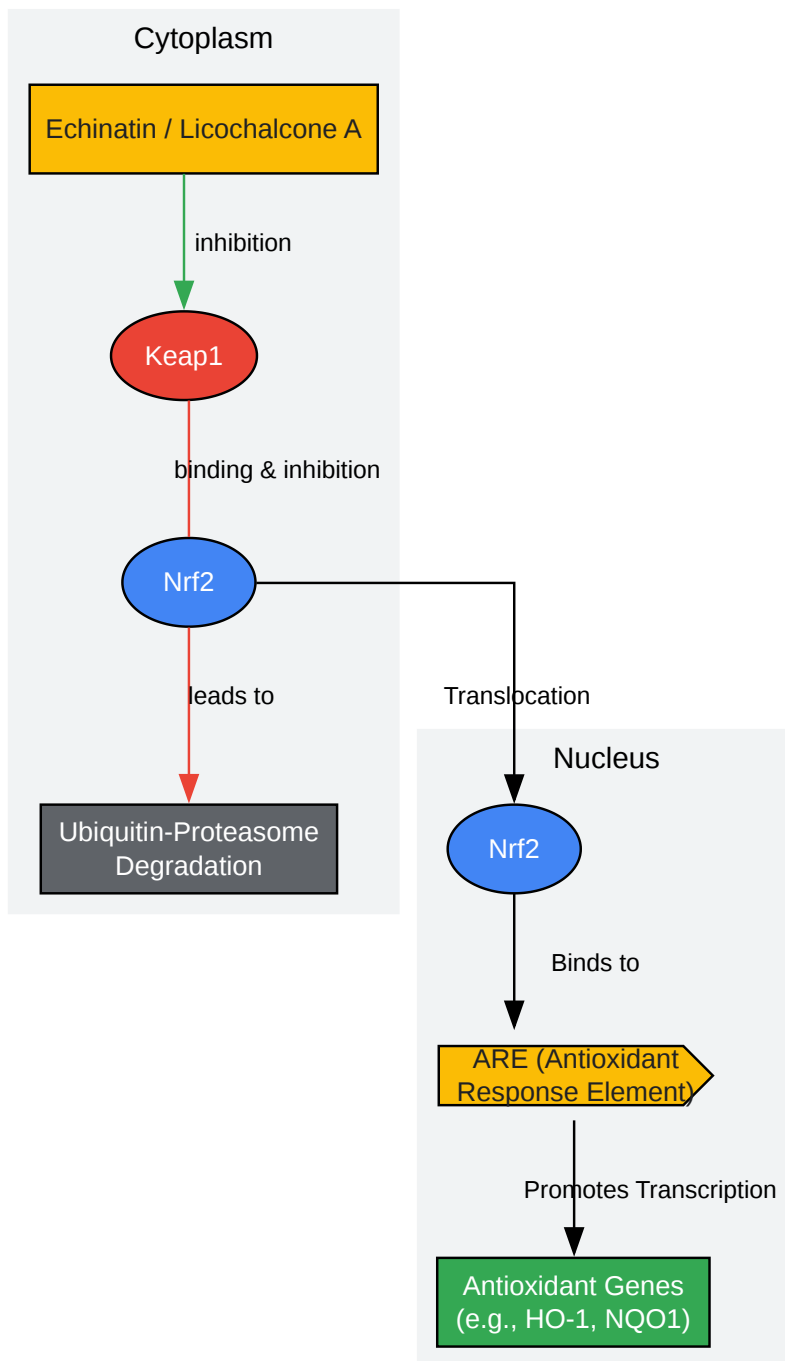 Cytoplasm
Echinatin / Licochalcone A
inhibition
Keap1
binding & inhibition
Nrf2
leads to
Ubiquitin-Proteasome
Degradation
Translocation
Nucleus
Nrf2
Binds to
ARE (Antioxidant
Response Element)
Promotes Transcription
Antioxidant Genes
(e.g., HO-1, NQO1)